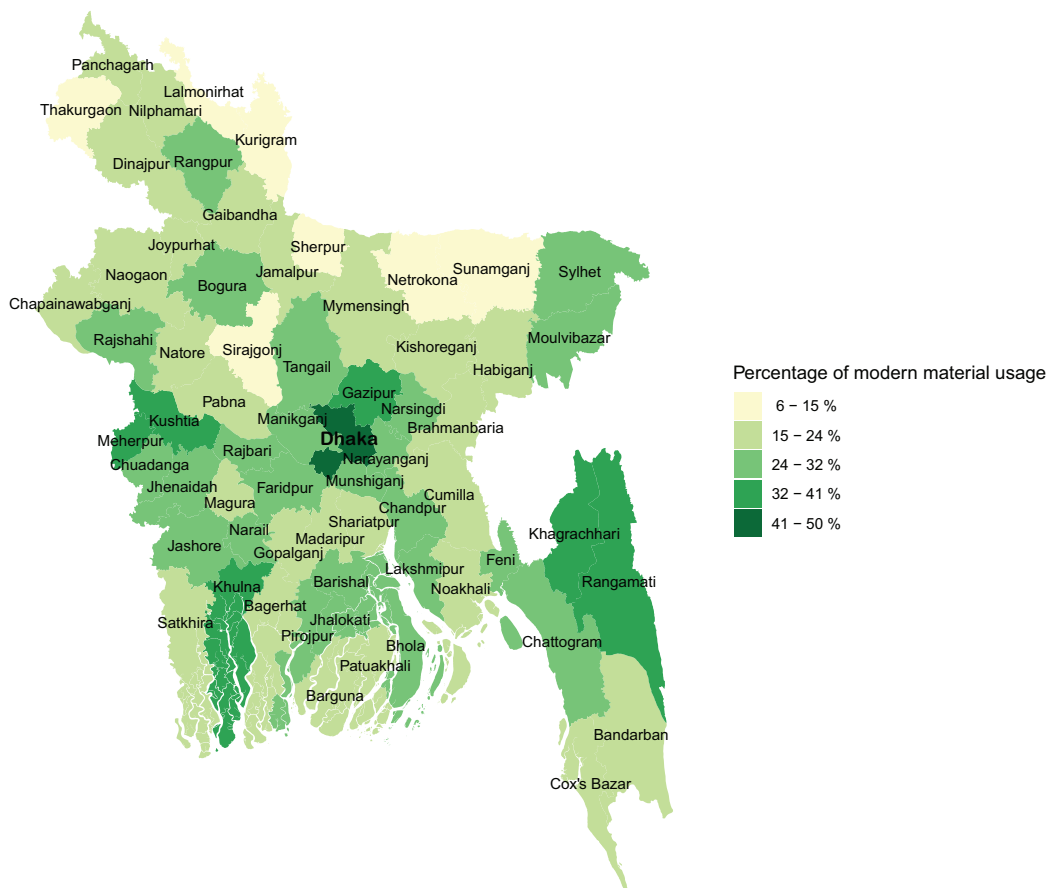 Panchagarh
Lalmonirhat
Thakurgaon
Nilphamari
Kurigram
Dinajpur
Rangpur
Gaibandha
Joypurhat
Sherpur
Naogaon
Jamalpur
Netrokona
Sunamganj
Sylhet
Bogura
Chapainawabganj
Mymensingh
Rajshahi
Moulvibazar
Natore
Sirajgonj
Kishoreganj
Tangail
Habiganj
Percentage of modern material usage
6 – 15 %
15 – 24 %
24 – 32 %
32 – 41 %
41 – 50 %
Gazipur
Pabna
Narsingdi
Kushtia
Manikganj
Brahmanbaria
Meherpur
Dhaka
Rajbari
Narayanganj
Chuadanga
Munshiganj
Jhenaidah
Faridpur
Magura
Cumilla
Chandpur
Shariatpur
Narail
Madaripur
Khagrachhari
Jashore
Gopalganj
Feni
Lakshmipur
Rangamati
Khulna
Barishal
Noakhali
Bagerhat
Satkhira
Jhalokati
Pirojpur
Bhola
Chattogram
Patuakhali
Barguna
Bandarban
Cox's Bazar